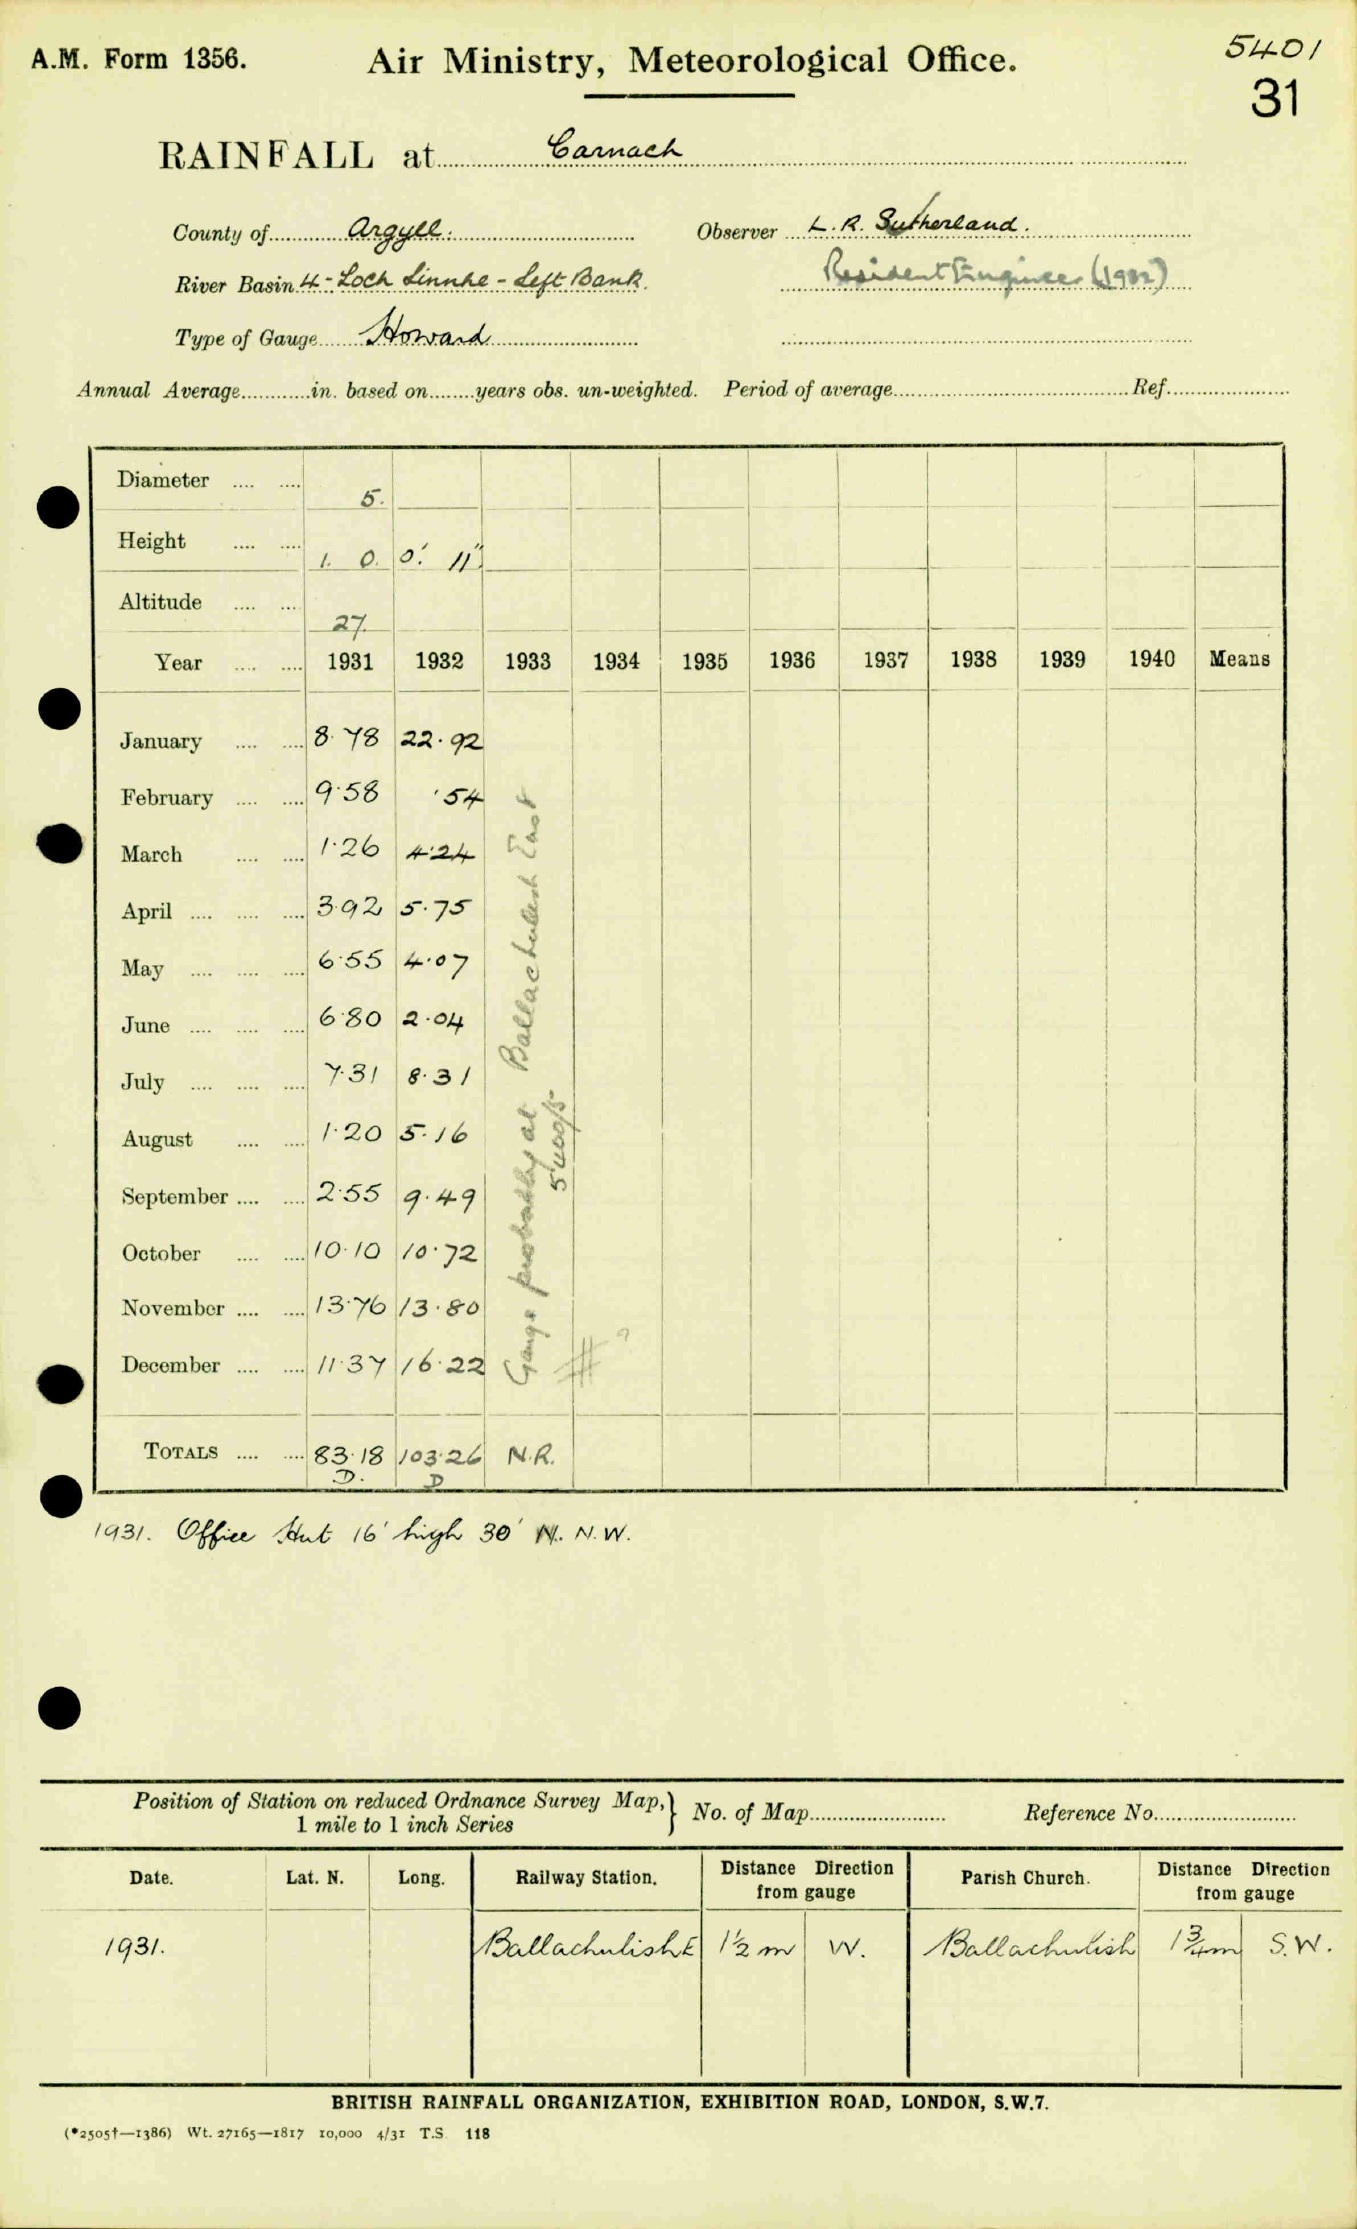 A.M. Form 1356.
Air Ministry, Meteorological Office.
5401
31
RAINFALL at Carnach
County of Argyll. Observer L. R. Sutherland.
River Basin 4 - Loch Linnhe - Left Bank. Resident Engineer (1932)
Type of Gauge Howard
Annual Average in. based on years obs. un-weighted. Period of average Ref.
Diameter 5.
Height 1. 0. 0' 11"
Altitude 27.
Year 1931 1932 1933 1934 1935 1936 1937 1938 1939 1940 Means
January 8.78 22.92
February 9.58 .54
March 1.26 4.24
April 3.92 5.75
May 6.55 4.07
June 6.80 2.04
July 7.31 8.31
August 1.20 5.16
September 2.55 9.49
October 10.10 10.72
November 13.76 13.80
December 11.37 16.22
Gauge probably at Ballachulish East
5400/5
# ?
TOTALS 83.18 103.26 N.R.
D. D
1931. Office Hut 16' high 30' N. N.W.
Position of Station on reduced Ordnance Survey Map, 1 mile to 1 inch Series } No. of Map Reference No.
Date. Lat. N. Long. Railway Station. Distance Direction from gauge Parish Church. Distance Direction from gauge
1931. Ballachulish E 1½ m W. Ballachulish 1¾m S.W.
BRITISH RAINFALL ORGANIZATION, EXHIBITION ROAD, LONDON, S.W.7.
(*2505†—1386) Wt. 27165—1817 10,000 4/31 T.S. 118